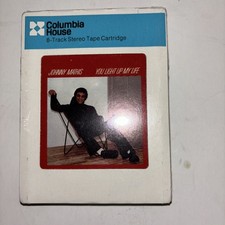 Columbia
House
8-Track Stereo Tape Cartridge
JOHNNY MATHIS YOU LIGHT UP MY LIFE